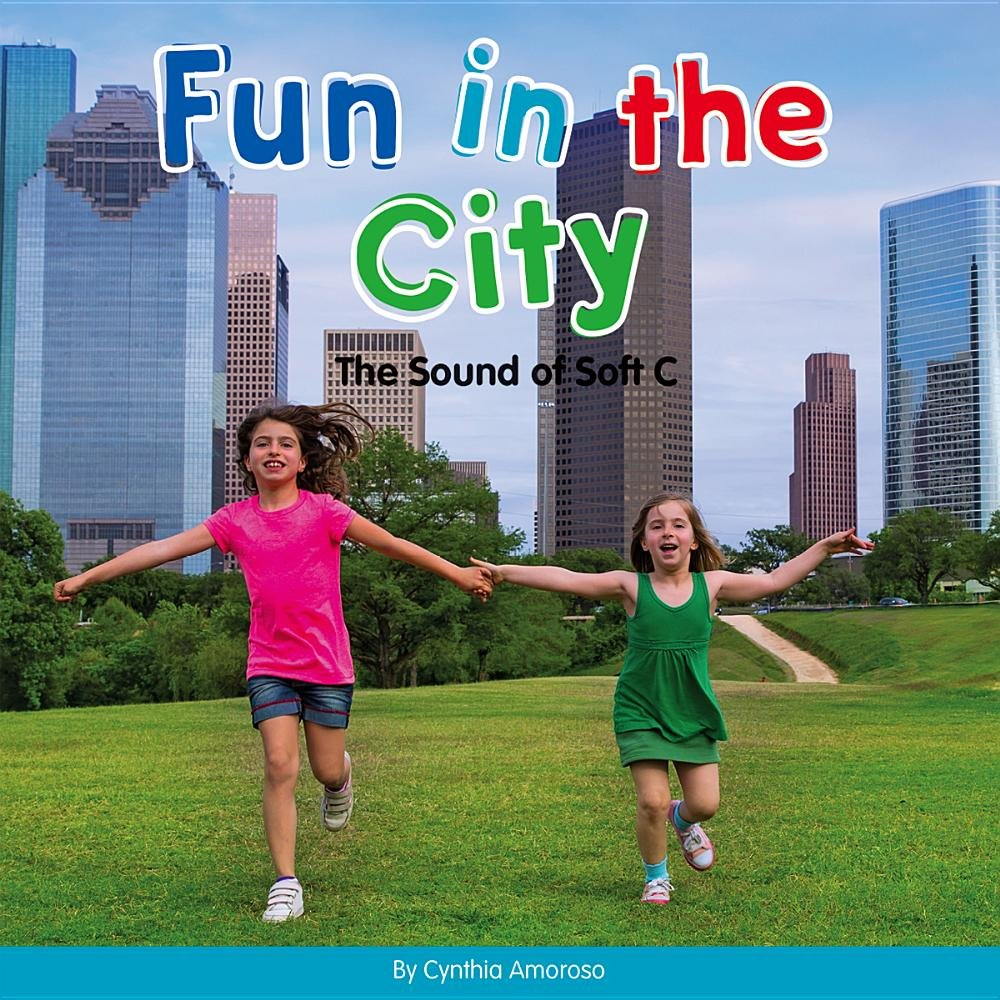 Fun in the
City
The Sound of Soft C
By Cynthia Amoroso